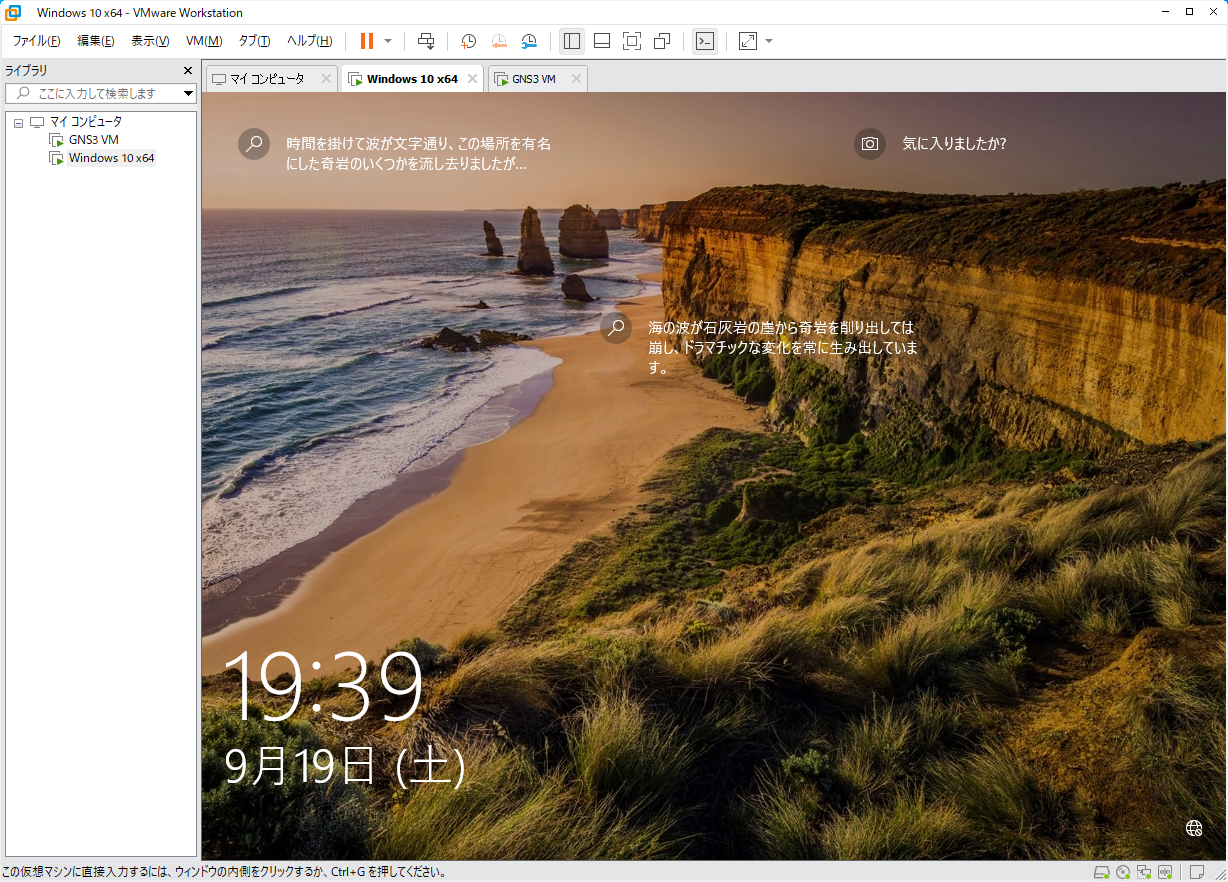 Windows 10 x64 - VMware Workstation
ファイル(F) 編集(E) 表示(V) VM(M) タブ(T) ヘルプ(H)
ライブラリ
ここに入力して検索します
マイ コンピュータ
GNS3 VM
Windows 10 x64
マイ コンピュータ Windows 10 x64 GNS3 VM
時間を掛けて波が文字通り、この場所を有名
にした奇岩のいくつかを流し去りましたが...
気に入りましたか?
海の波が石灰岩の崖から奇岩を削り出しては
崩し、ドラマチックな変化を常に生み出していま
す。
19:39
9月19日 (土)
この仮想マシンに直接入力するには、ウィンドウの内側をクリックするか、Ctrl+G を押してください。